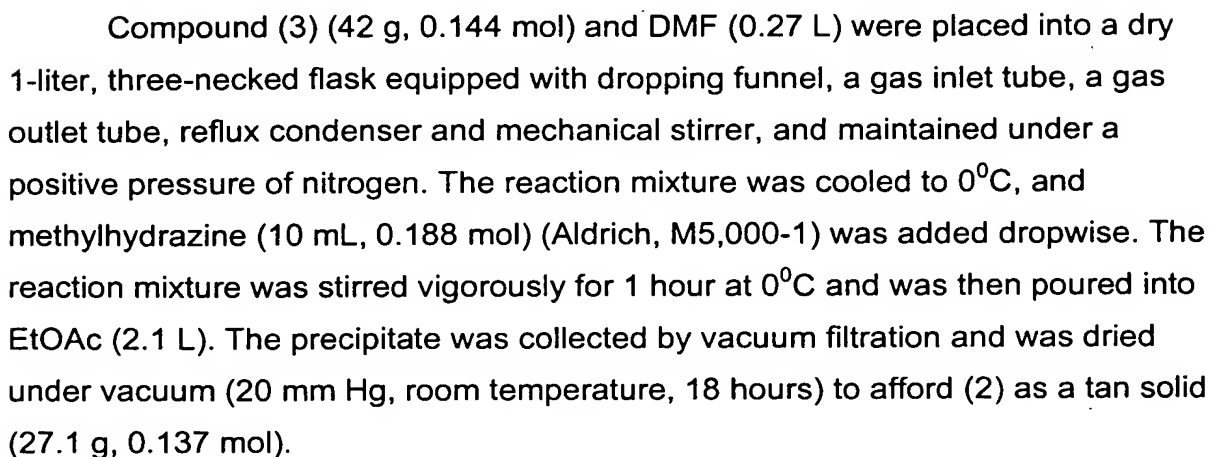 Compound (3) (42 g, 0.144 mol) and DMF (0.27 L) were placed into a dry
1-liter, three-necked flask equipped with dropping funnel, a gas inlet tube, a gas
outlet tube, reflux condenser and mechanical stirrer, and maintained under a
positive pressure of nitrogen. The reaction mixture was cooled to 0⁰C, and
methylhydrazine (10 mL, 0.188 mol) (Aldrich, M5,000-1) was added dropwise. The
reaction mixture was stirred vigorously for 1 hour at 0⁰C and was then poured into
EtOAc (2.1 L). The precipitate was collected by vacuum filtration and was dried
under vacuum (20 mm Hg, room temperature, 18 hours) to afford (2) as a tan solid
(27.1 g, 0.137 mol).